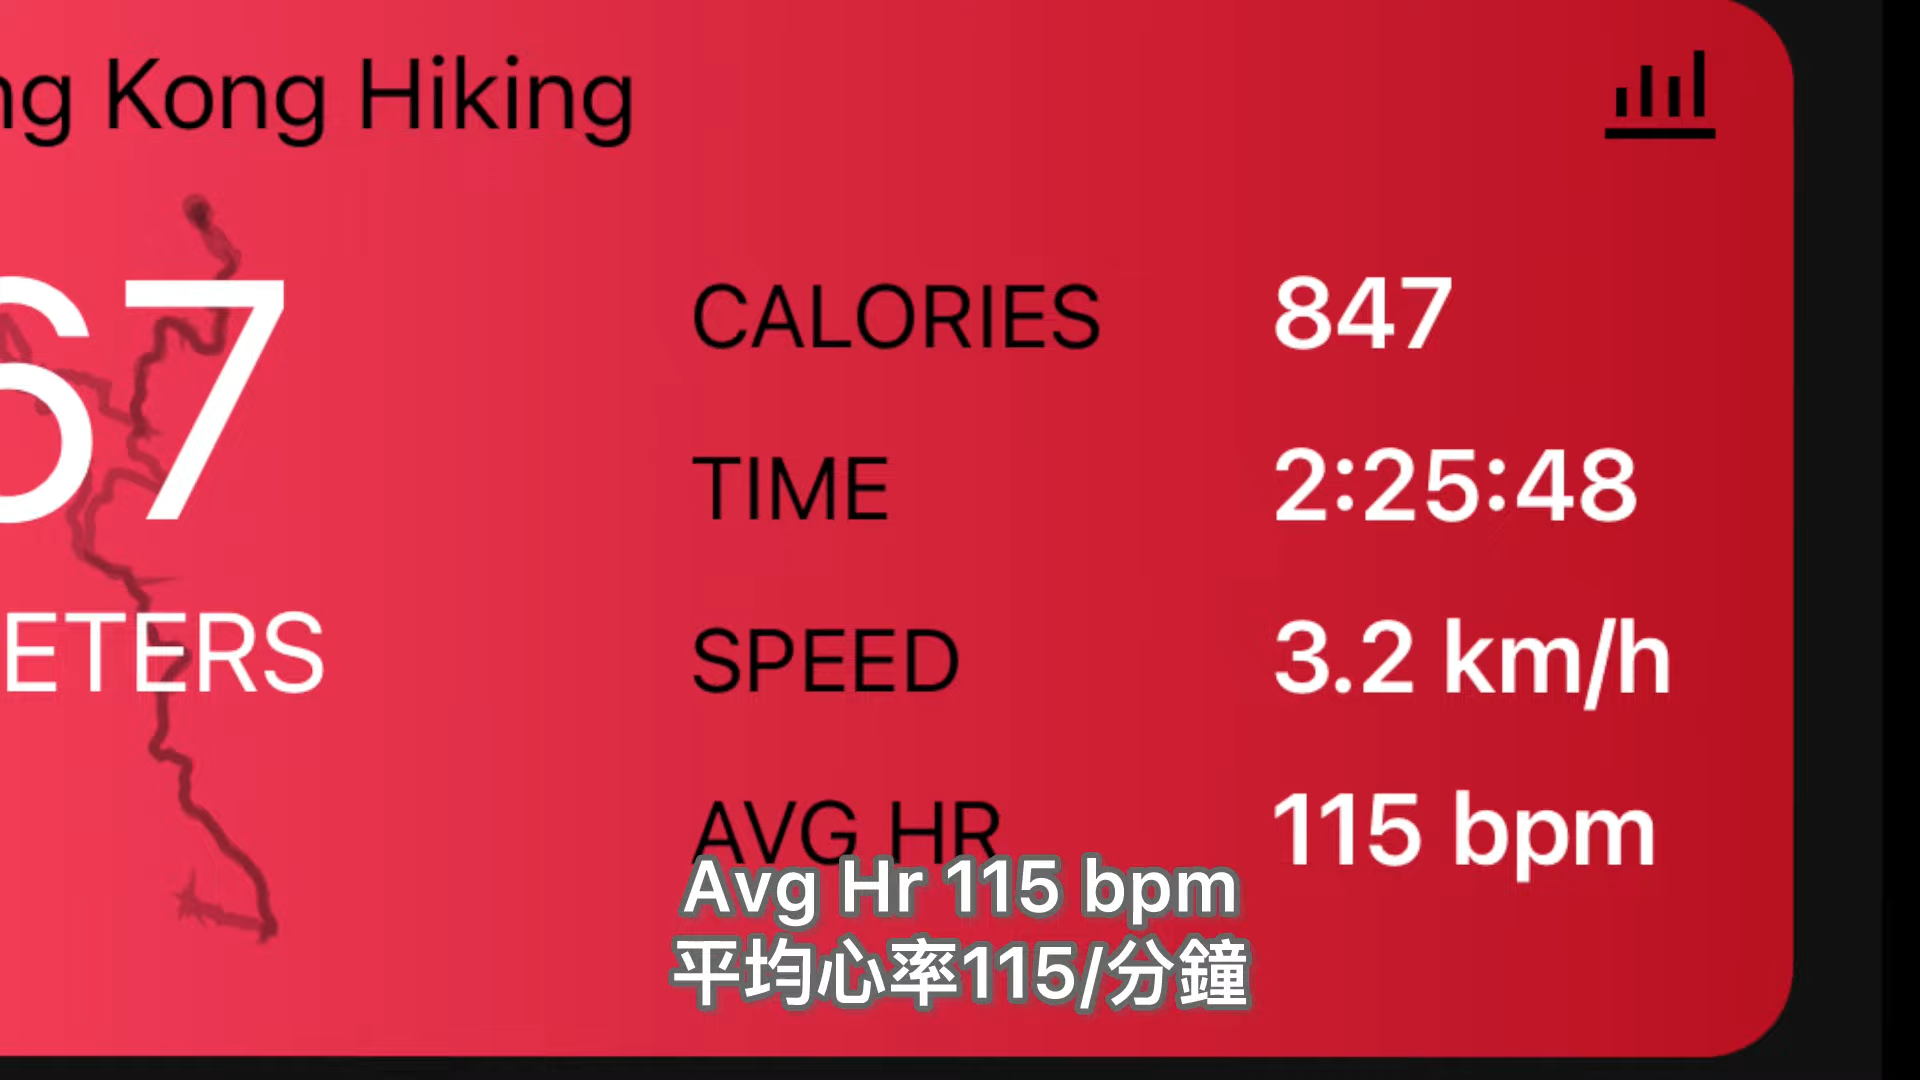 ng Kong Hiking
67
ETERS
CALORIES 847
TIME 2:25:48
SPEED 3.2 km/h
AVG HR 115 bpm
Avg Hr 115 bpm
平均心率115/分鐘